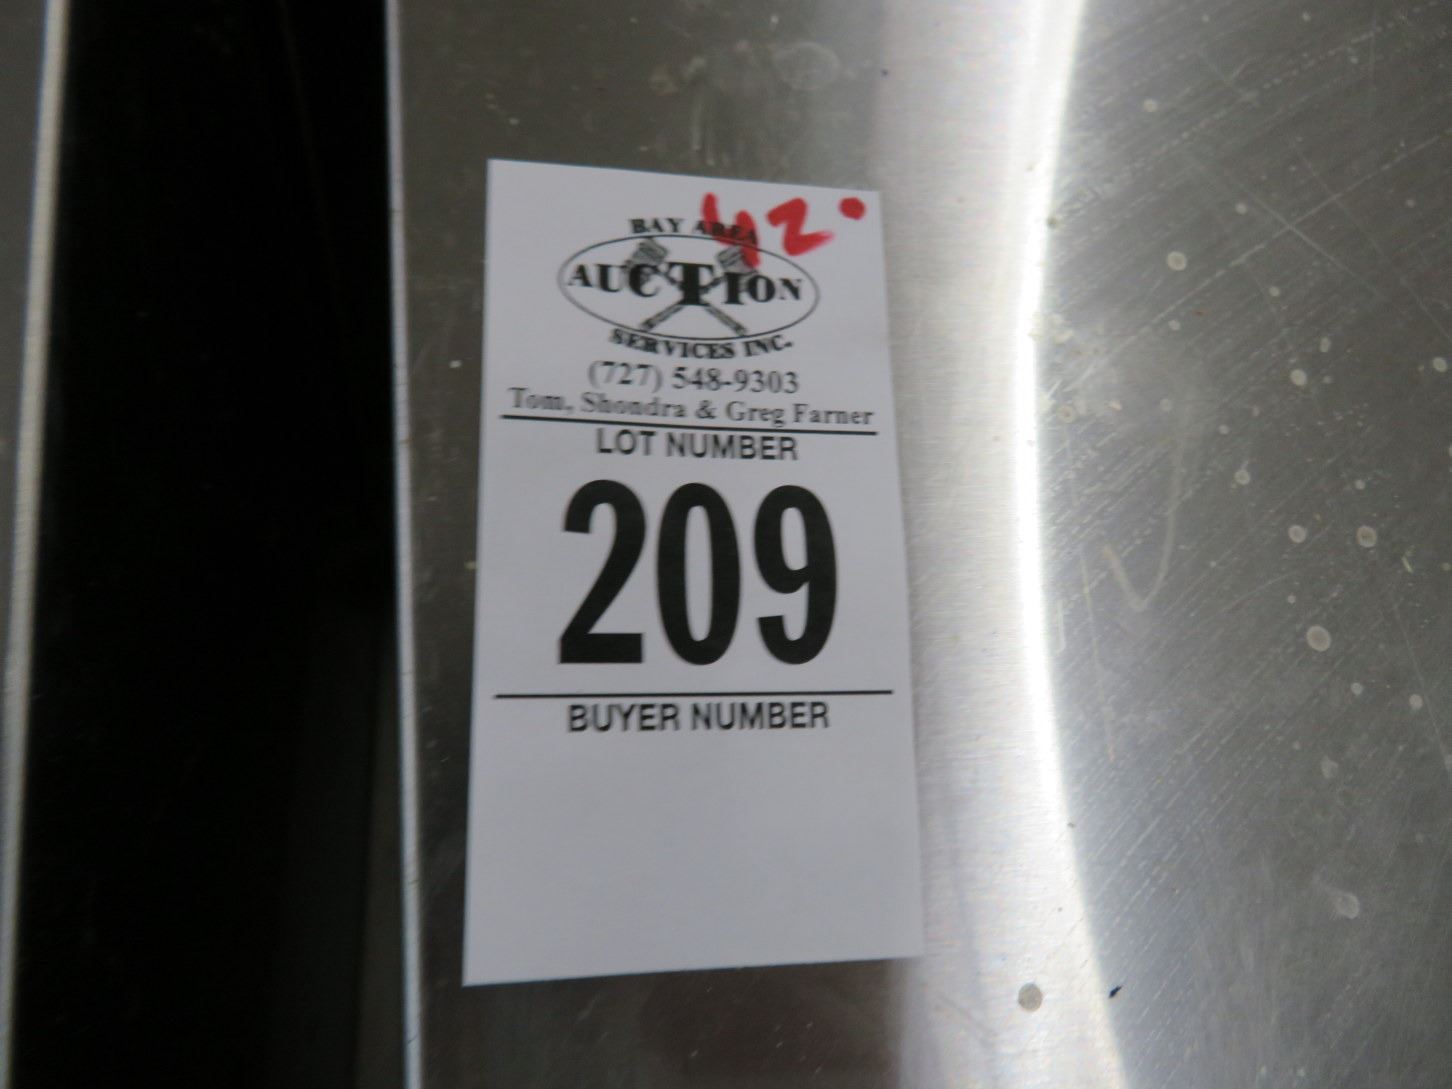 42°
BAY AREA
AUCTION
SERVICES INC.
(727) 548-9303
Tom, Shondra & Greg Farner
LOT NUMBER
209
BUYER NUMBER